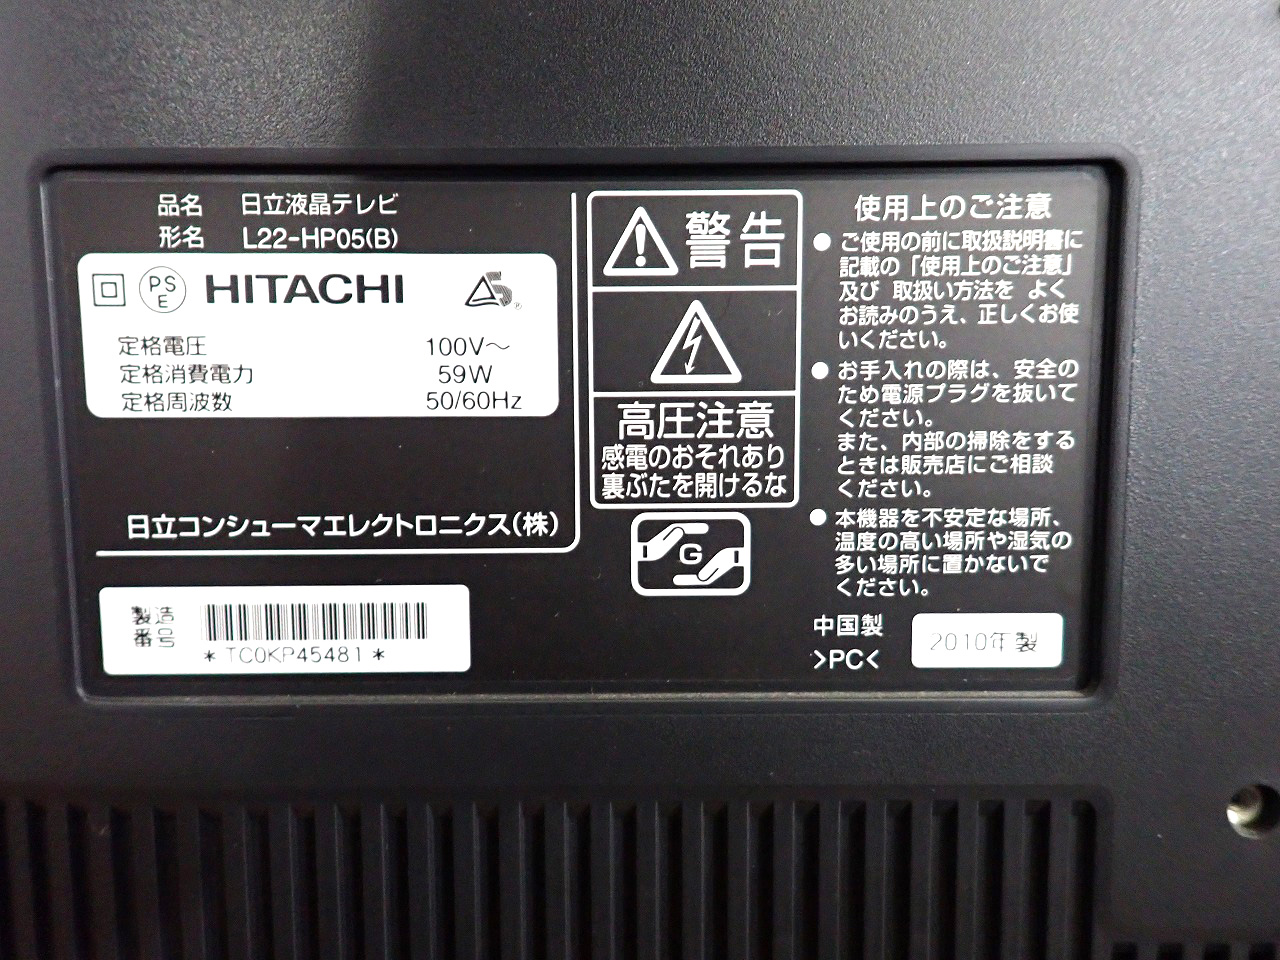 品名 日立液晶テレビ
形名 L22-HP05(B)
PS
E
HITACHI
定格電圧 100V～
定格消費電力 59W
定格周波数 50/60Hz
日立コンシューマエレクトロニクス(株)
製造
番号
*TC0KP45481*
警告
高圧注意
感電のおそれあり
裏ぶたを開けるな
G
使用上のご注意
●ご使用の前に取扱説明書に
記載の「使用上のご注意」
及び 取扱い方法を よく
お読みのうえ、正しくお使
いください。
●お手入れの際は、安全の
ため電源プラグを抜いて
ください。
また、内部の掃除をする
ときは販売店にご相談
ください。
●本機器を不安定な場所、
温度の高い場所や湿気の
多い場所に置かないで
ください。
中国製
>PC<
2010年製